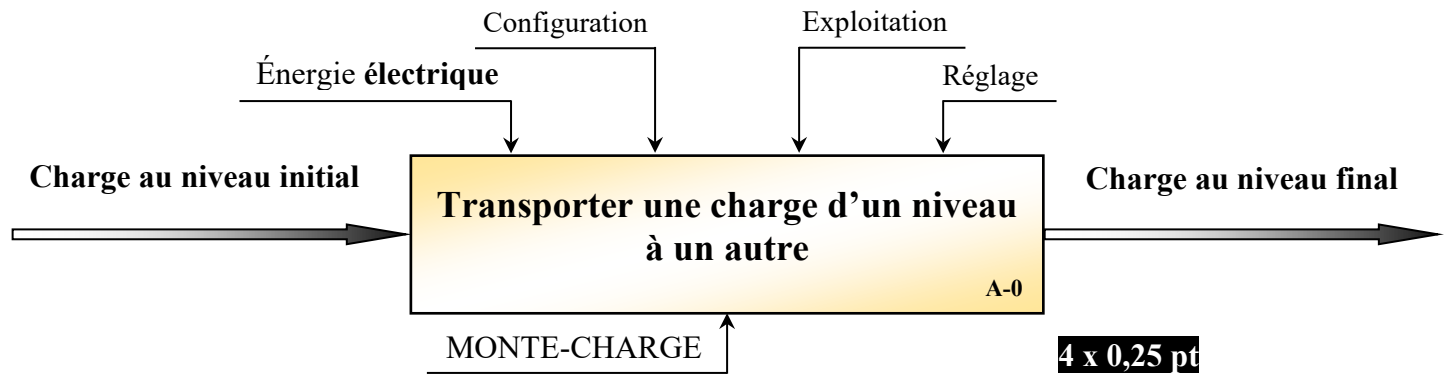 Configuration
Exploitation
Énergie électrique
Réglage
Charge au niveau initial
Transporter une charge d’un niveau
à un autre
Charge au niveau final
A-0
MONTE-CHARGE
4 x 0,25 pt